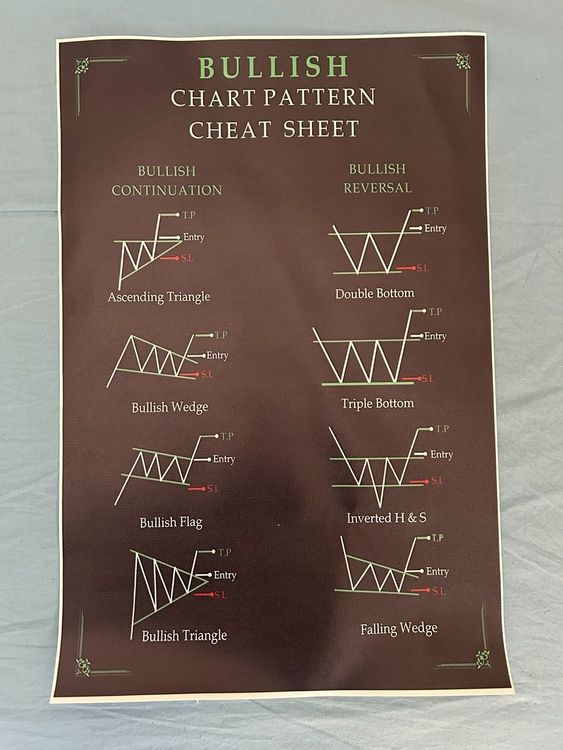 BULLISH
CHART PATTERN
CHEAT SHEET
BULLISH
CONTINUATION
T.P
Entry
S.L
Ascending Triangle
T.P
Entry
S.L
Bullish Wedge
T.P
Entry
S.L
Bullish Flag
T.P
Entry
S.L
Bullish Triangle
BULLISH
REVERSAL
T.P
Entry
S.L
Double Bottom
T.P
Entry
S.L
Triple Bottom
T.P
Entry
S.L
Inverted H & S
T.P
Entry
S.L
Falling Wedge